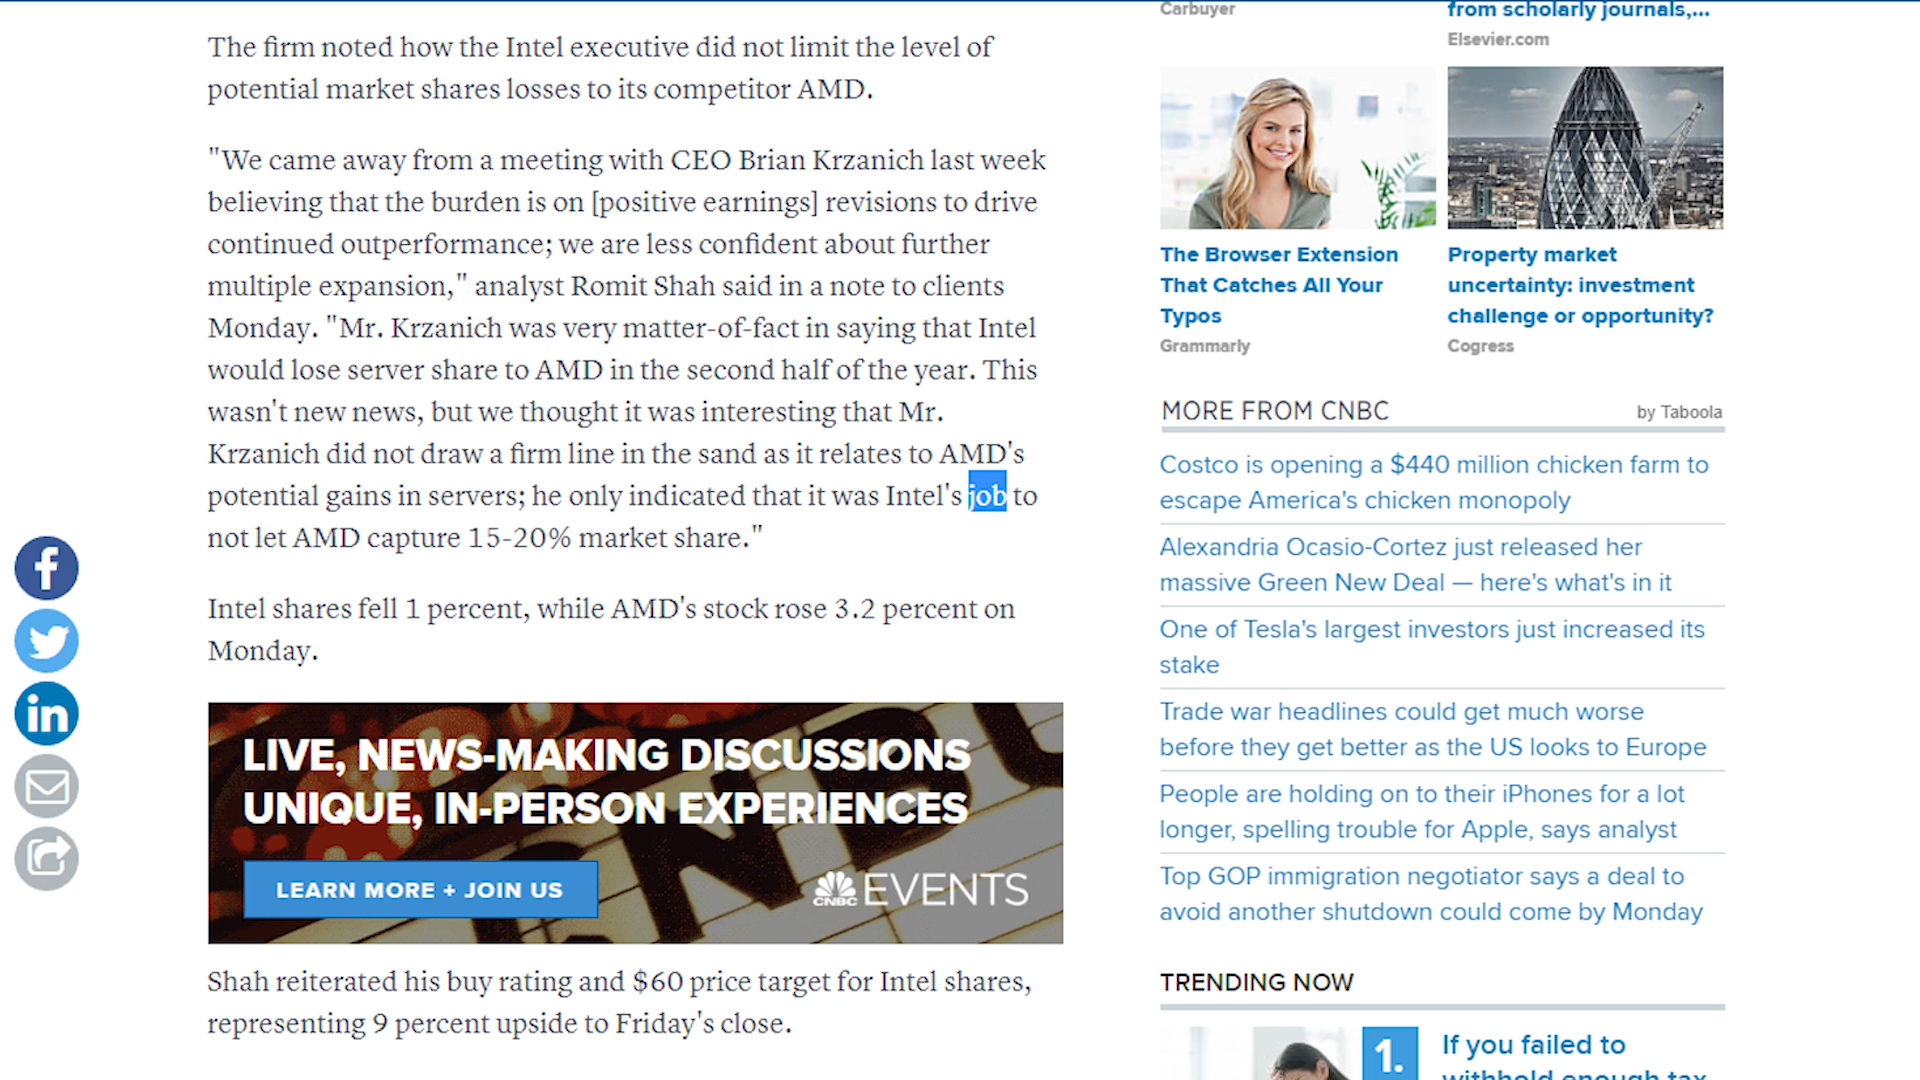 The firm noted how the Intel executive did not limit the level of
potential market shares losses to its competitor AMD.
"We came away from a meeting with CEO Brian Krzanich last week
believing that the burden is on [positive earnings] revisions to drive
continued outperformance; we are less confident about further
multiple expansion," analyst Romit Shah said in a note to clients
Monday. "Mr. Krzanich was very matter-of-fact in saying that Intel
would lose server share to AMD in the second half of the year. This
wasn't new news, but we thought it was interesting that Mr.
Krzanich did not draw a firm line in the sand as it relates to AMD's
potential gains in servers; he only indicated that it was Intel's job to
not let AMD capture 15-20% market share."
Intel shares fell 1 percent, while AMD's stock rose 3.2 percent on
Monday.
LIVE, NEWS-MAKING DISCUSSIONS
UNIQUE, IN-PERSON EXPERIENCES
LEARN MORE + JOIN US
CNBC EVENTS
Shah reiterated his buy rating and $60 price target for Intel shares,
representing 9 percent upside to Friday's close.
Carbuyer
from scholarly journals,...
Elsevier.com
The Browser Extension
That Catches All Your
Typos
Grammarly
Property market
uncertainty: investment
challenge or opportunity?
Cogress
MORE FROM CNBC
by Taboola
Costco is opening a $440 million chicken farm to
escape America's chicken monopoly
Alexandria Ocasio-Cortez just released her
massive Green New Deal — here's what's in it
One of Tesla's largest investors just increased its
stake
Trade war headlines could get much worse
before they get better as the US looks to Europe
People are holding on to their iPhones for a lot
longer, spelling trouble for Apple, says analyst
Top GOP immigration negotiator says a deal to
avoid another shutdown could come by Monday
TRENDING NOW
1.
If you failed to
withhold enough tax